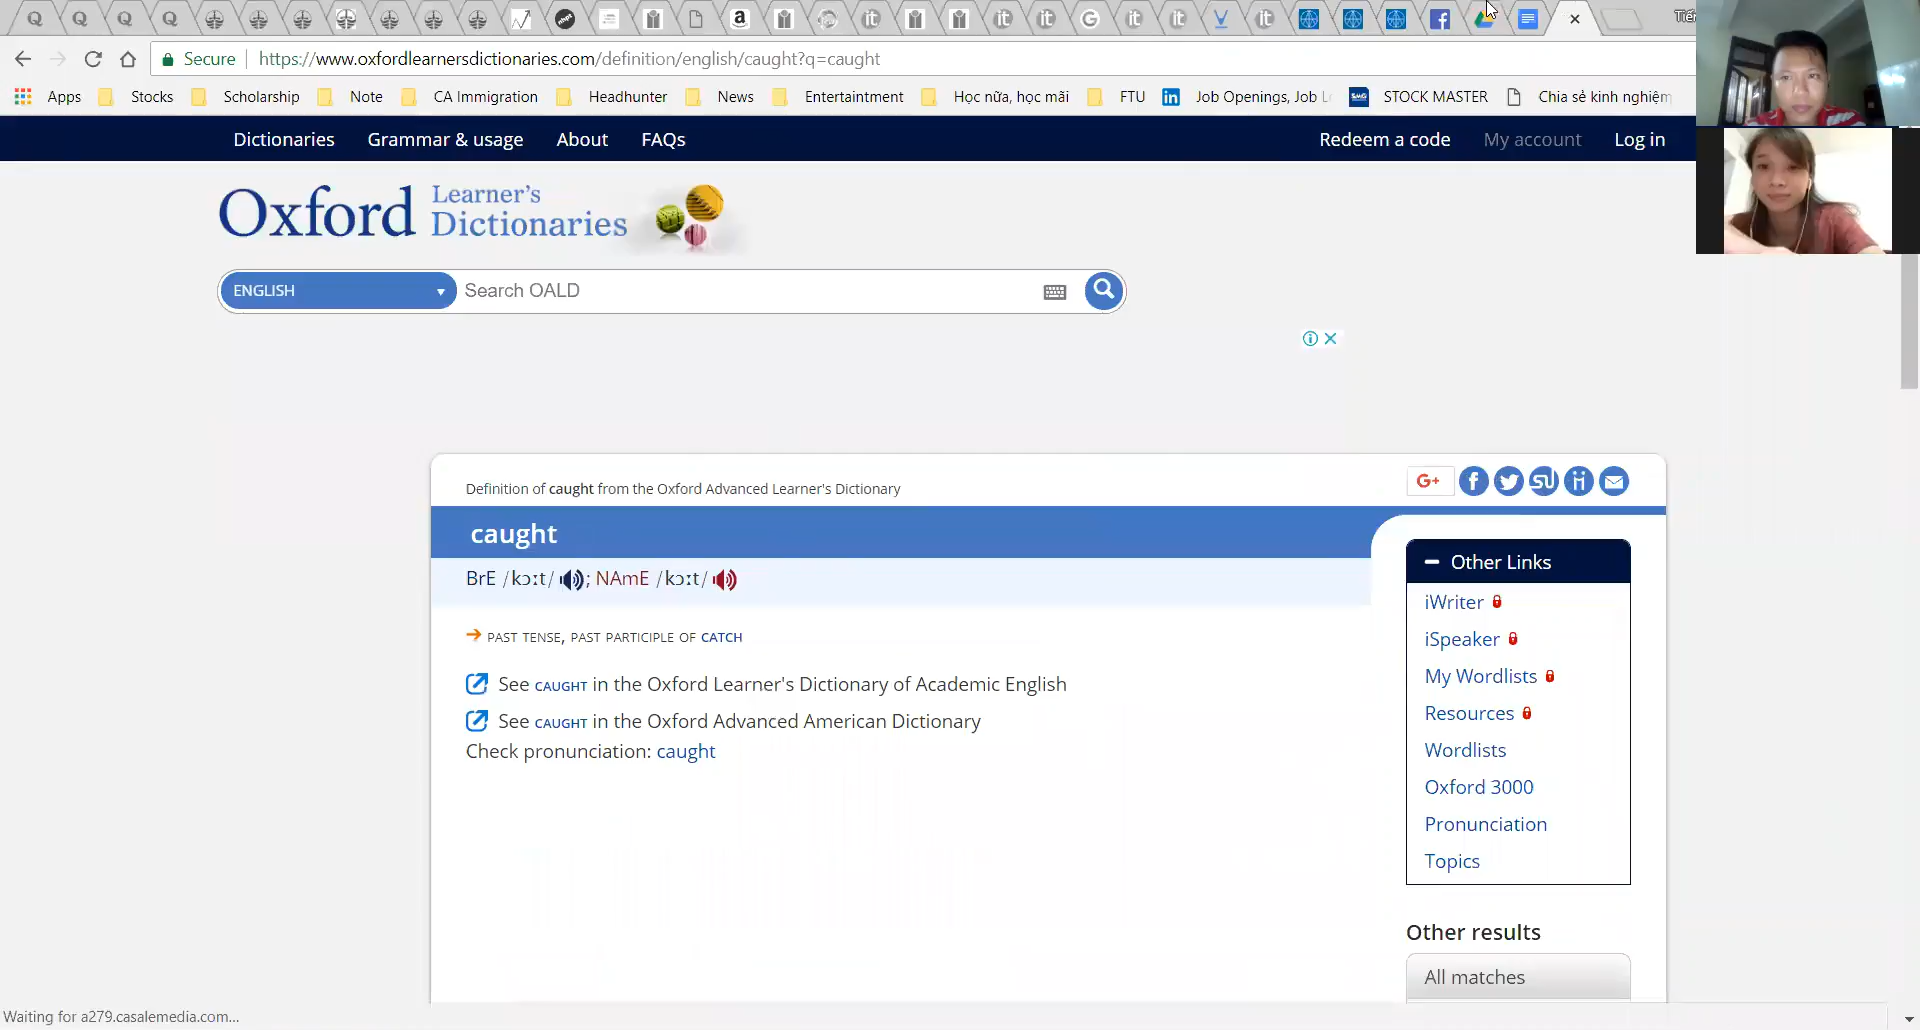 Tiế
Secure
https://www.oxfordlearnersdictionaries.com/definition/english/caught?q=caught
Apps Stocks Scholarship Note CA Immigration Headhunter News Entertaintment Học nữa, học mãi FTU Job Openings, Job L STOCK MASTER Chia sẻ kinh nghiệm
Dictionaries Grammar & usage About FAQs Redeem a code My account Log in
Oxford Learner's Dictionaries
ENGLISH Search OALD
Definition of caught from the Oxford Advanced Learner's Dictionary
G+
caught
BrE /kɔːt/ ; NAmE /kɔːt/
PAST TENSE, PAST PARTICIPLE OF CATCH
See CAUGHT in the Oxford Learner's Dictionary of Academic English
See CAUGHT in the Oxford Advanced American Dictionary
Check pronunciation: caught
Other Links
iWriter
iSpeaker
My Wordlists
Resources
Wordlists
Oxford 3000
Pronunciation
Topics
Other results
All matches
Waiting for a279.casalemedia.com...